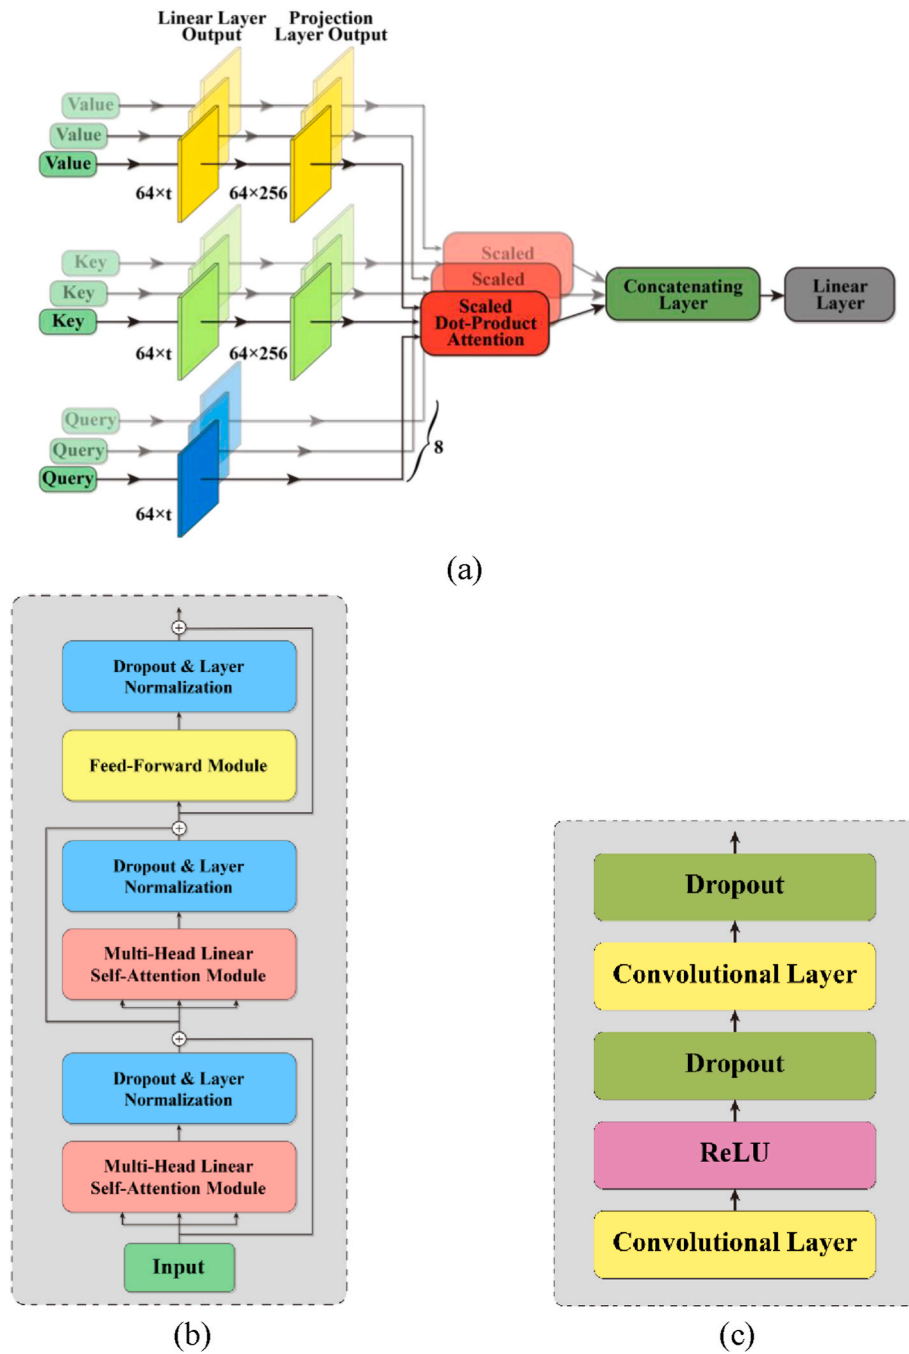 Linear Layer
Output
Projection
Layer Output
Value
Value
Value
64×t
64×256
Key
Key
Key
64×t
64×256
Query
Query
Query
64×t
Scaled
Scaled
Scaled
Dot-Product
Attention
8
Concatenating
Layer
Linear
Layer
(a)
Dropout & Layer
Normalization
Feed-Forward Module
Dropout & Layer
Normalization
Multi-Head Linear
Self-Attention Module
Dropout & Layer
Normalization
Multi-Head Linear
Self-Attention Module
Input
(b)
Dropout
Convolutional Layer
Dropout
ReLU
Convolutional Layer
(c)